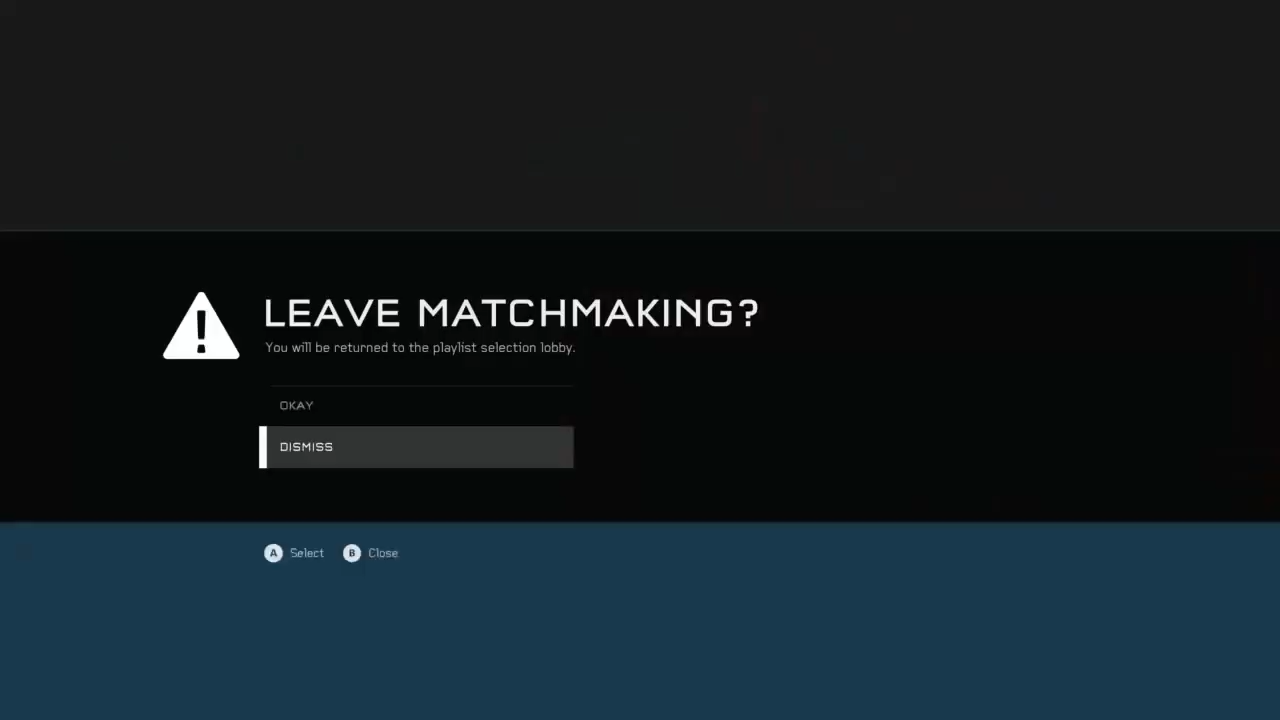 LEAVE MATCHMAKING?
You will be returned to the playlist selection lobby.
OKAY
DISMISS
A Select B Close